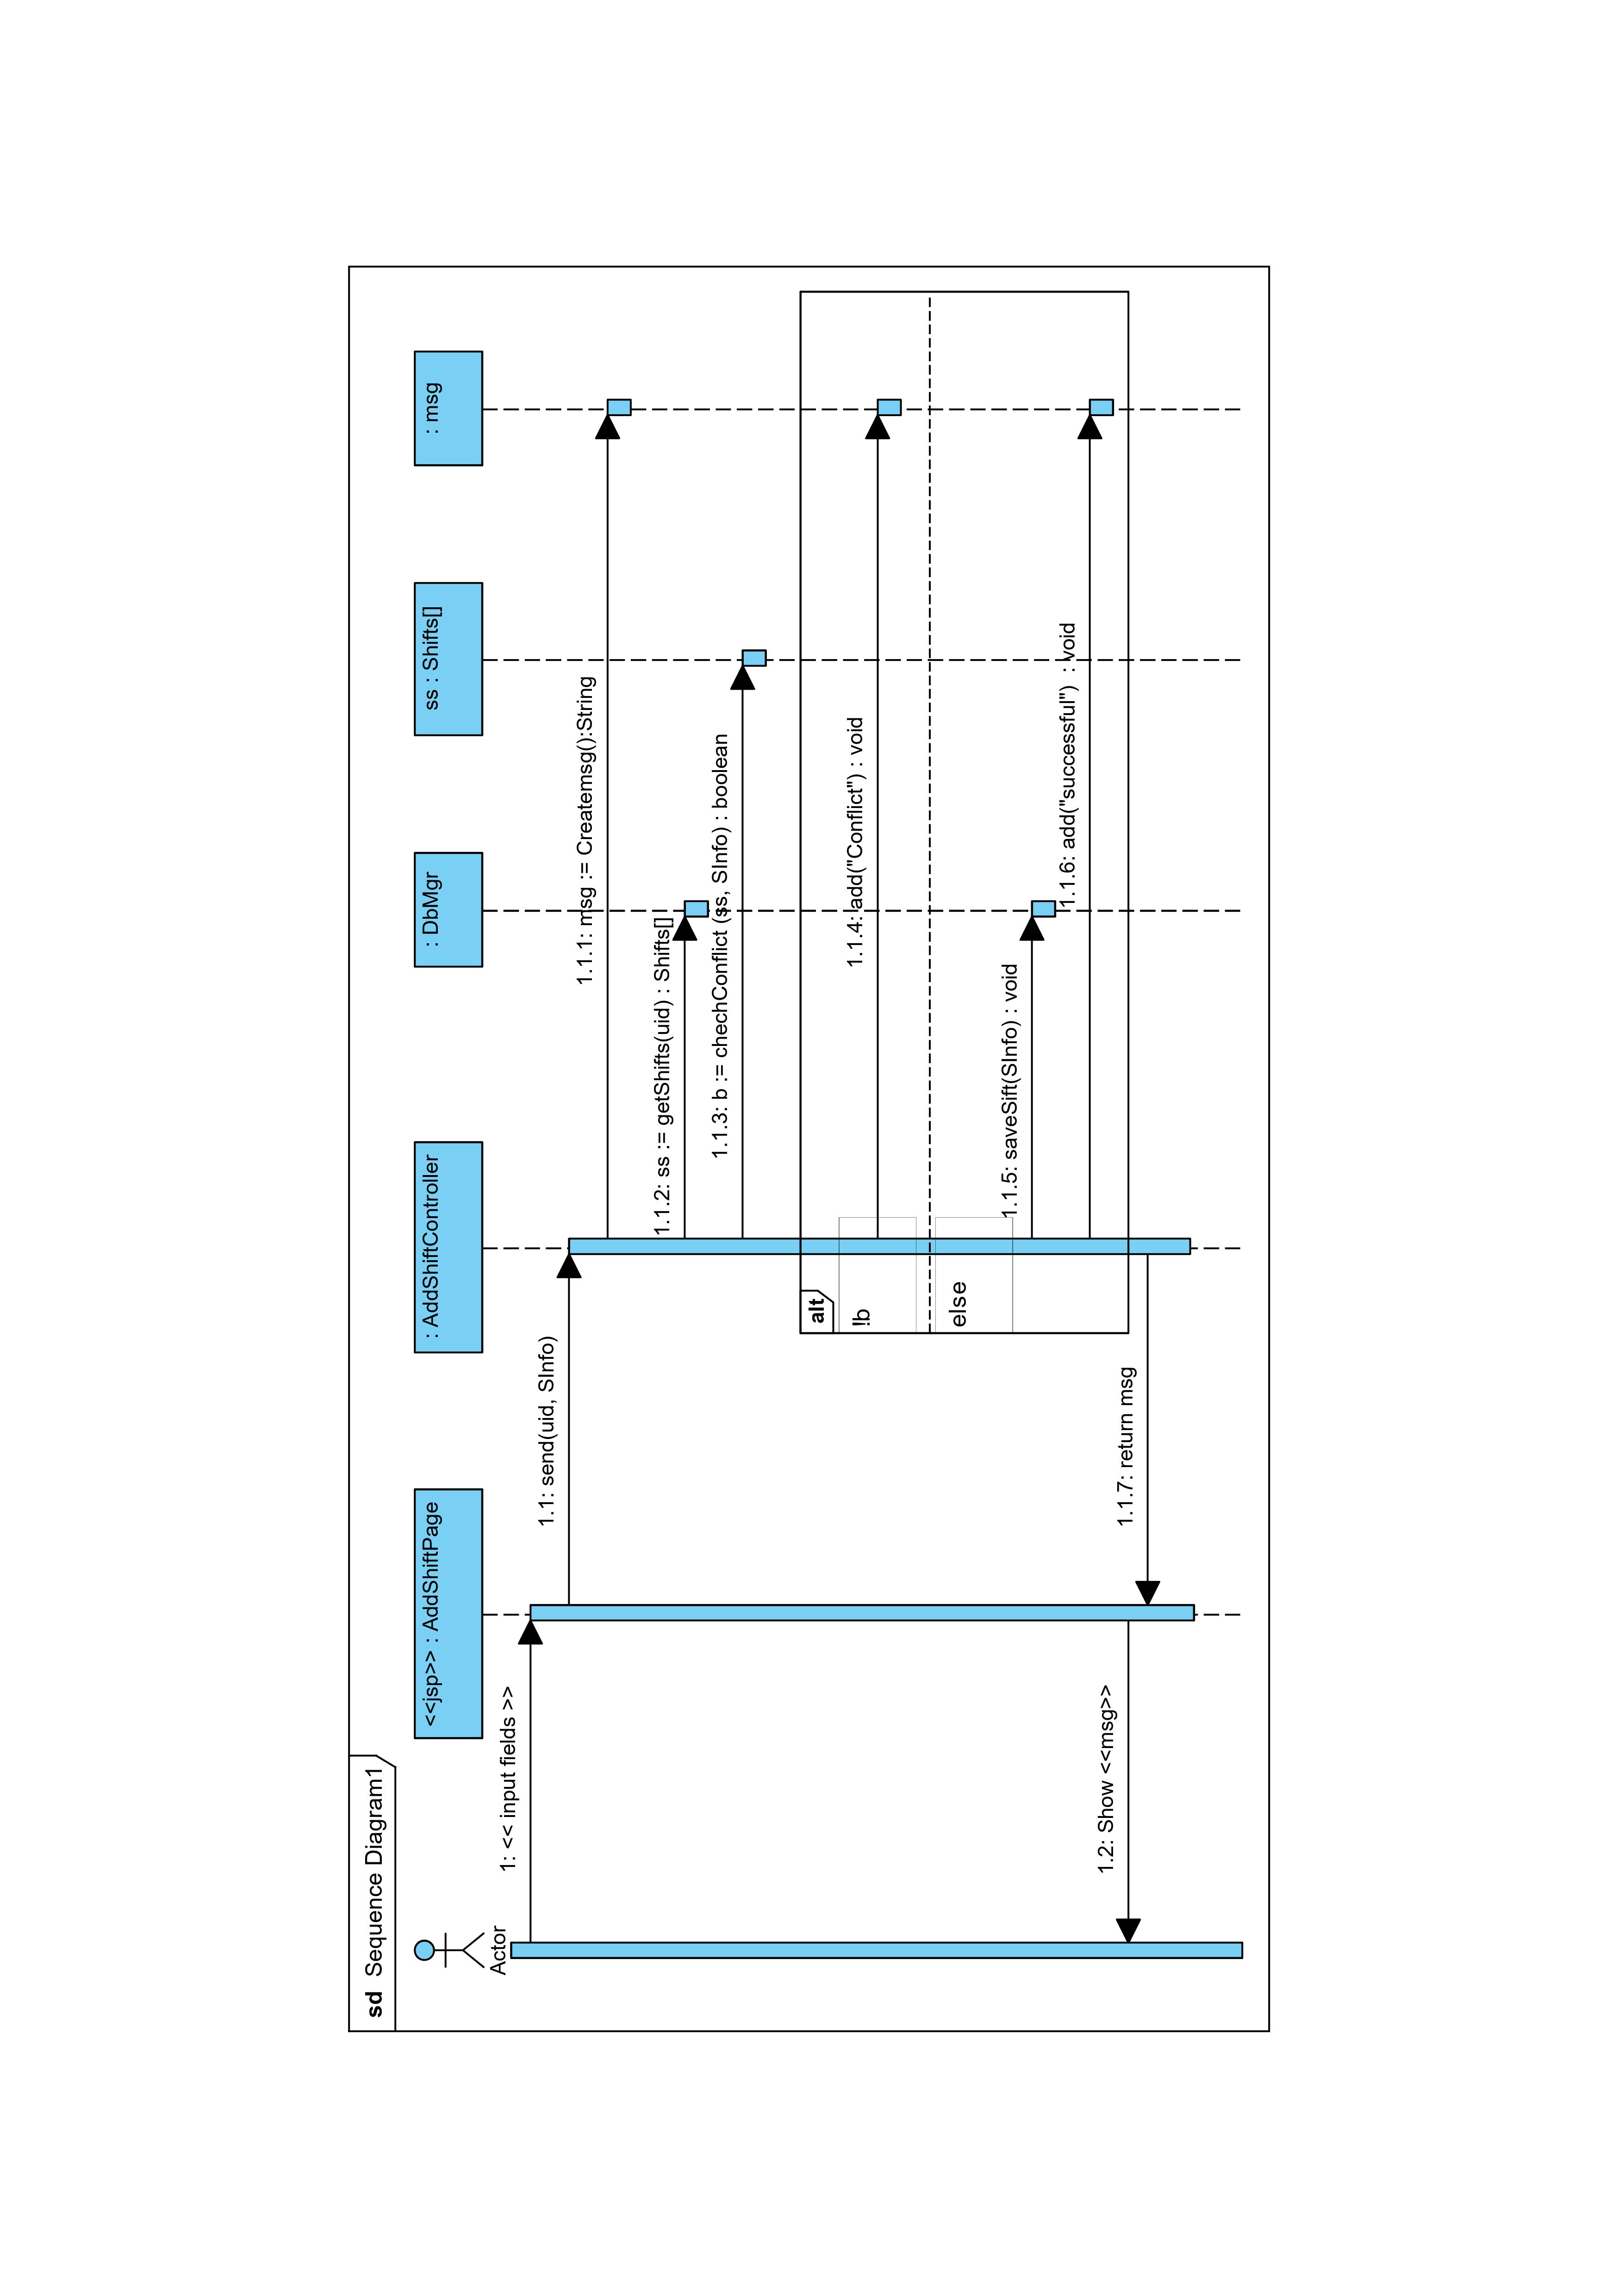 sd Sequence Diagram1
Actor
<<jsp>> : AddShiftPage
: AddShiftController
: DbMgr
ss : Shifts[]
: msg
1: << input fields >>
1.1: send(uid, SInfo)
1.1.1: msg := Createmsg():String
1.1.2: ss := getShifts(uid) : Shifts[]
1.1.3: b := chechConflict (ss, SInfo) : boolean
alt
!b
1.1.4: add("Conflict") : void
else
1.1.5: saveSift(SInfo) : void
1.1.6: add("successful")  : void
1.2: Show <<msg>>
1.1.7: return msg